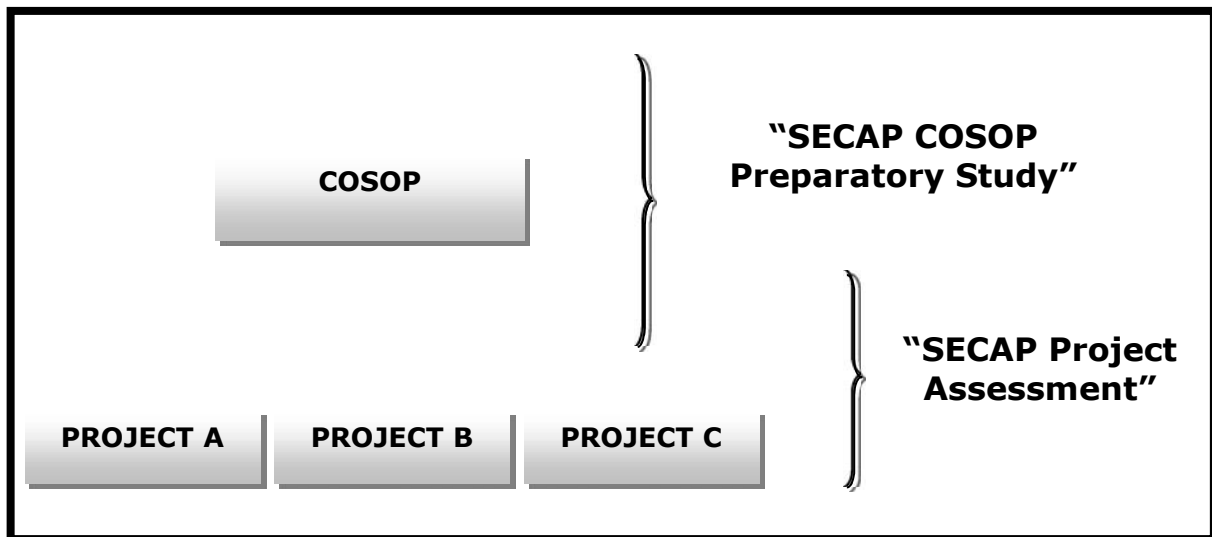 “SECAP COSOP
Preparatory Study”
COSOP
“SECAP Project
Assessment”
PROJECT A
PROJECT B
PROJECT C